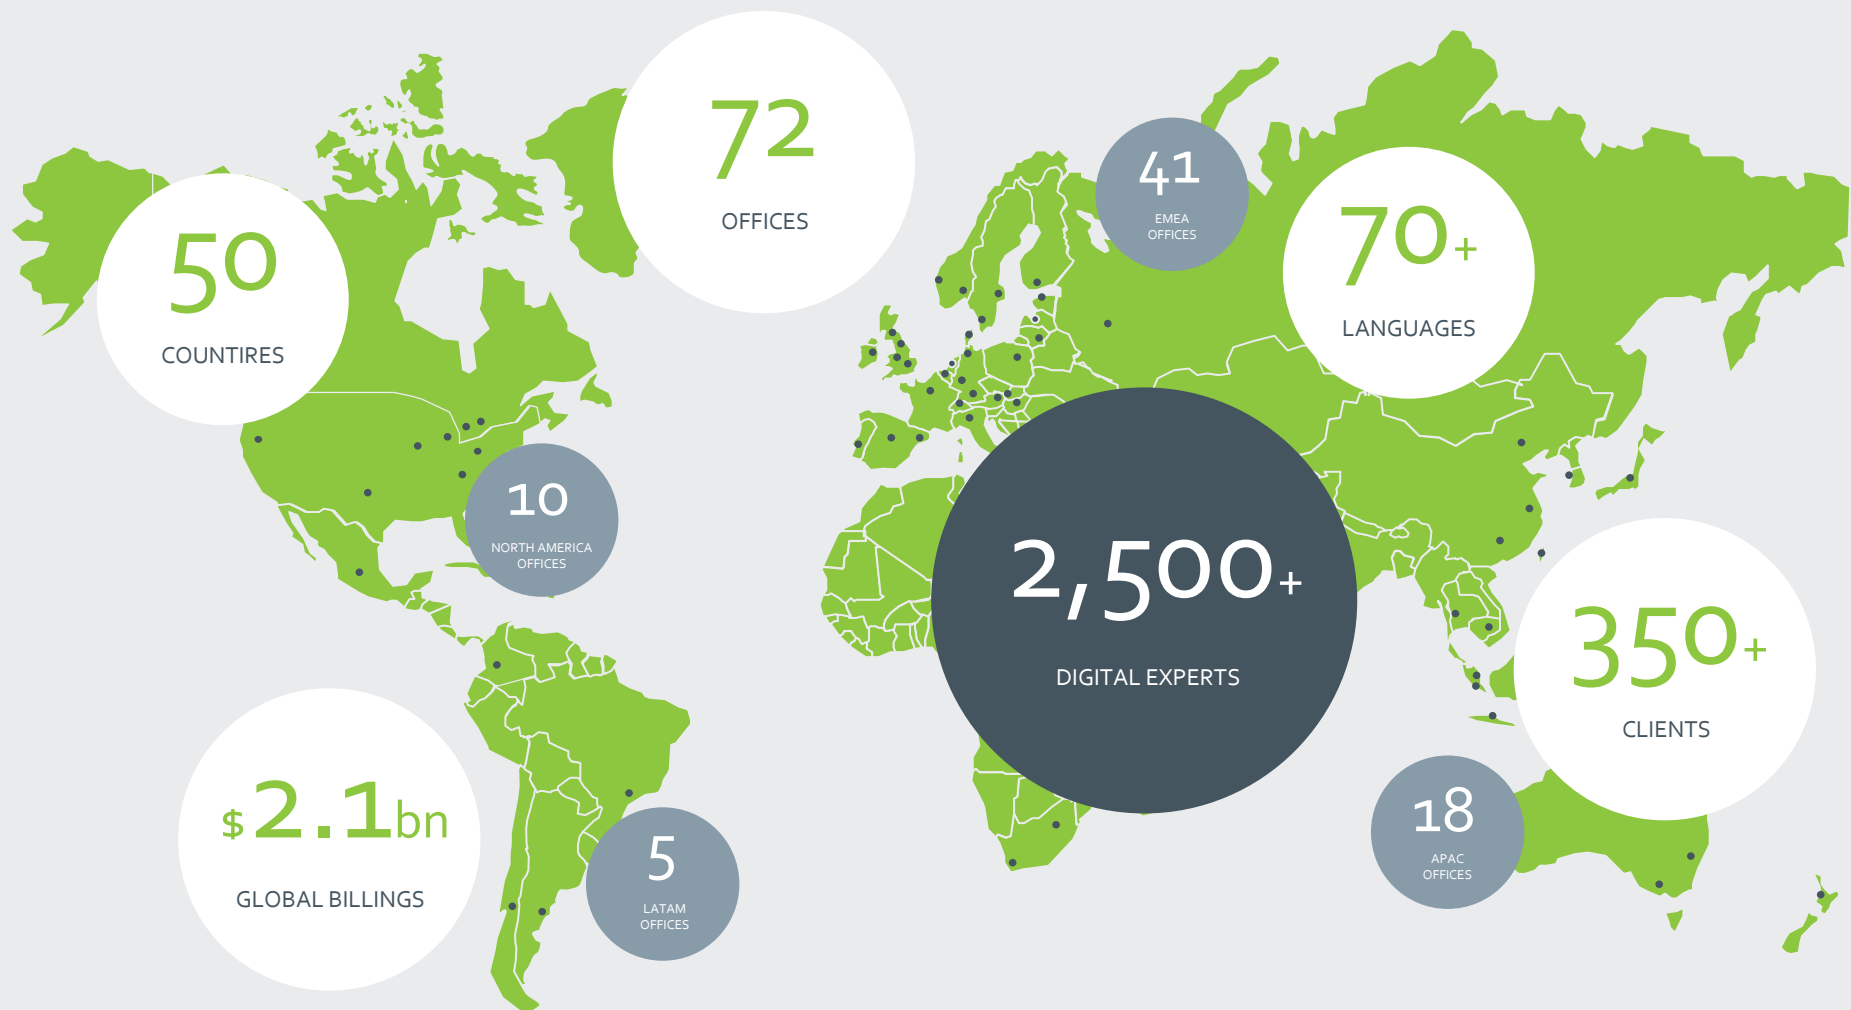 72
OFFICES
41
EMEA
OFFICES
70+
LANGUAGES
50
COUNTIRES
10
NORTH AMERICA
OFFICES
2,500+
DIGITAL EXPERTS
350+
CLIENTS
$2.1bn
GLOBAL BILLINGS
5
LATAM
OFFICES
18
APAC
OFFICES